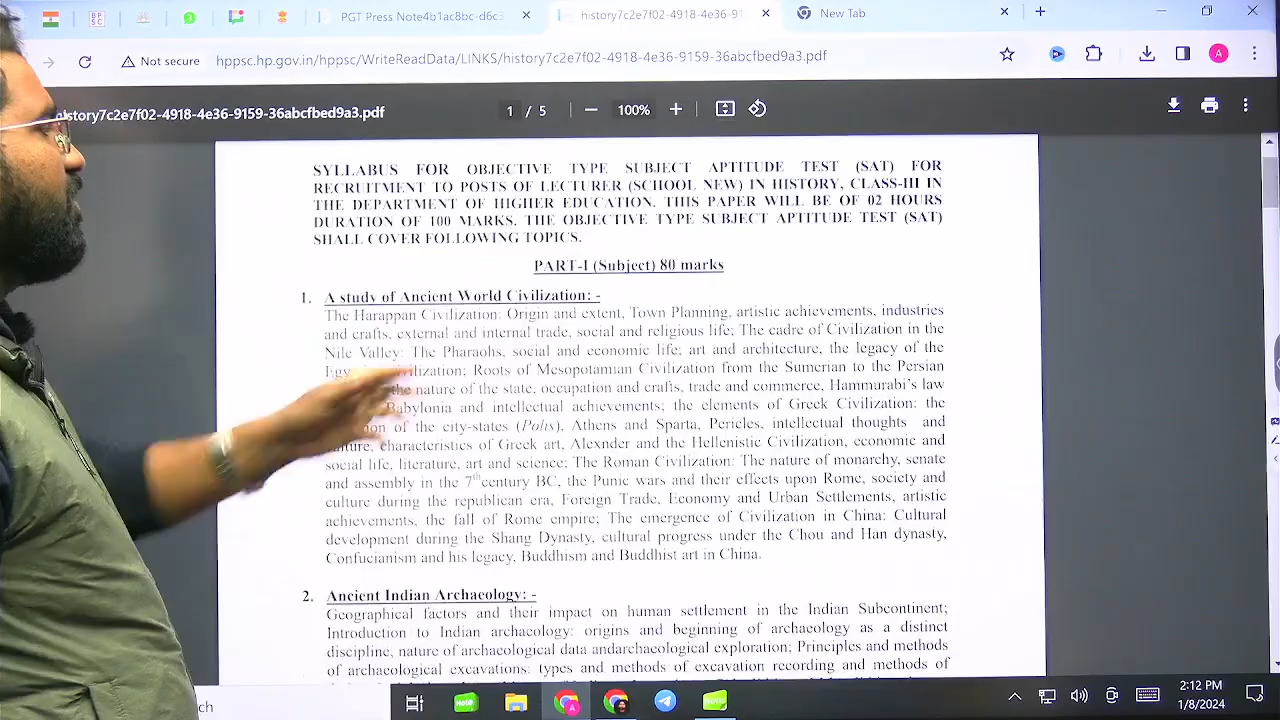 PGT Press Note4b1ac8bc-d6c3
history7c2e7f02-4918-4e36-91
New Tab
Not secure
hppsc.hp.gov.in/hppsc/WriteReadData/LINKS/history7c2e7f02-4918-4e36-9159-36abcfbed9a3.pdf
history7c2e7f02-4918-4e36-9159-36abcfbed9a3.pdf
1 / 5
100%
SYLLABUS FOR OBJECTIVE TYPE SUBJECT APTITUDE TEST (SAT) FOR
RECRUITMENT TO POSTS OF LECTURER (SCHOOL NEW) IN HISTORY, CLASS-III IN
THE DEPARTMENT OF HIGHER EDUCATION. THIS PAPER WILL BE OF 02 HOURS
DURATION OF 100 MARKS. THE OBJECTIVE TYPE SUBJECT APTITUDE TEST (SAT)
SHALL COVER FOLLOWING TOPICS.
PART-I (Subject) 80 marks
1. A study of Ancient World Civilization: -
The Harappan Civilization: Origin and extent, Town Planning, artistic achievements, industries
and crafts, external and internal trade, social and religious life; The cadre of Civilization in the
Nile Valley: The Pharaohs, social and economic life; art and architecture, the legacy of the
Roots of Mesopotamian Civilization from the Sumerian to the Persian
the nature of the state, occupation and crafts, trade and commerce, Hammurabi's law
Babylonia and intellectual achievements; the elements of Greek Civilization: the
of the city-states (Polis), Athens and Sparta, Pericles, intellectual thoughts and
characteristics of Greek art, Alexnder and the Hellenistic Civilization, economic and
social life, literature, art and science; The Roman Civilization: The nature of monarchy, senate
and assembly in the 7thcentury BC, the Punic wars and their effects upon Rome, society and
culture during the republican era, Foreign Trade, Economy and Urban Settlements, artistic
achievements, the fall of Rome empire; The emergence of Civilization in China: Cultural
development during the Shang Dynasty, cultural progress under the Chou and Han dynasty,
Confucianism and his legacy, Buddhism and Buddhist art in China.
2. Ancient Indian Archaeology: -
Geographical factors and their impact on human settlement in the Indian Subcontinent;
Introduction to Indian archaeology: origins and beginning of archaeology as a distinct
discipline, nature of archaeological data andarchaeological exploration; Principles and methods
of archaeological excavations: types and methods of excavation recording and methods of
2:12 PM
1/8/2024